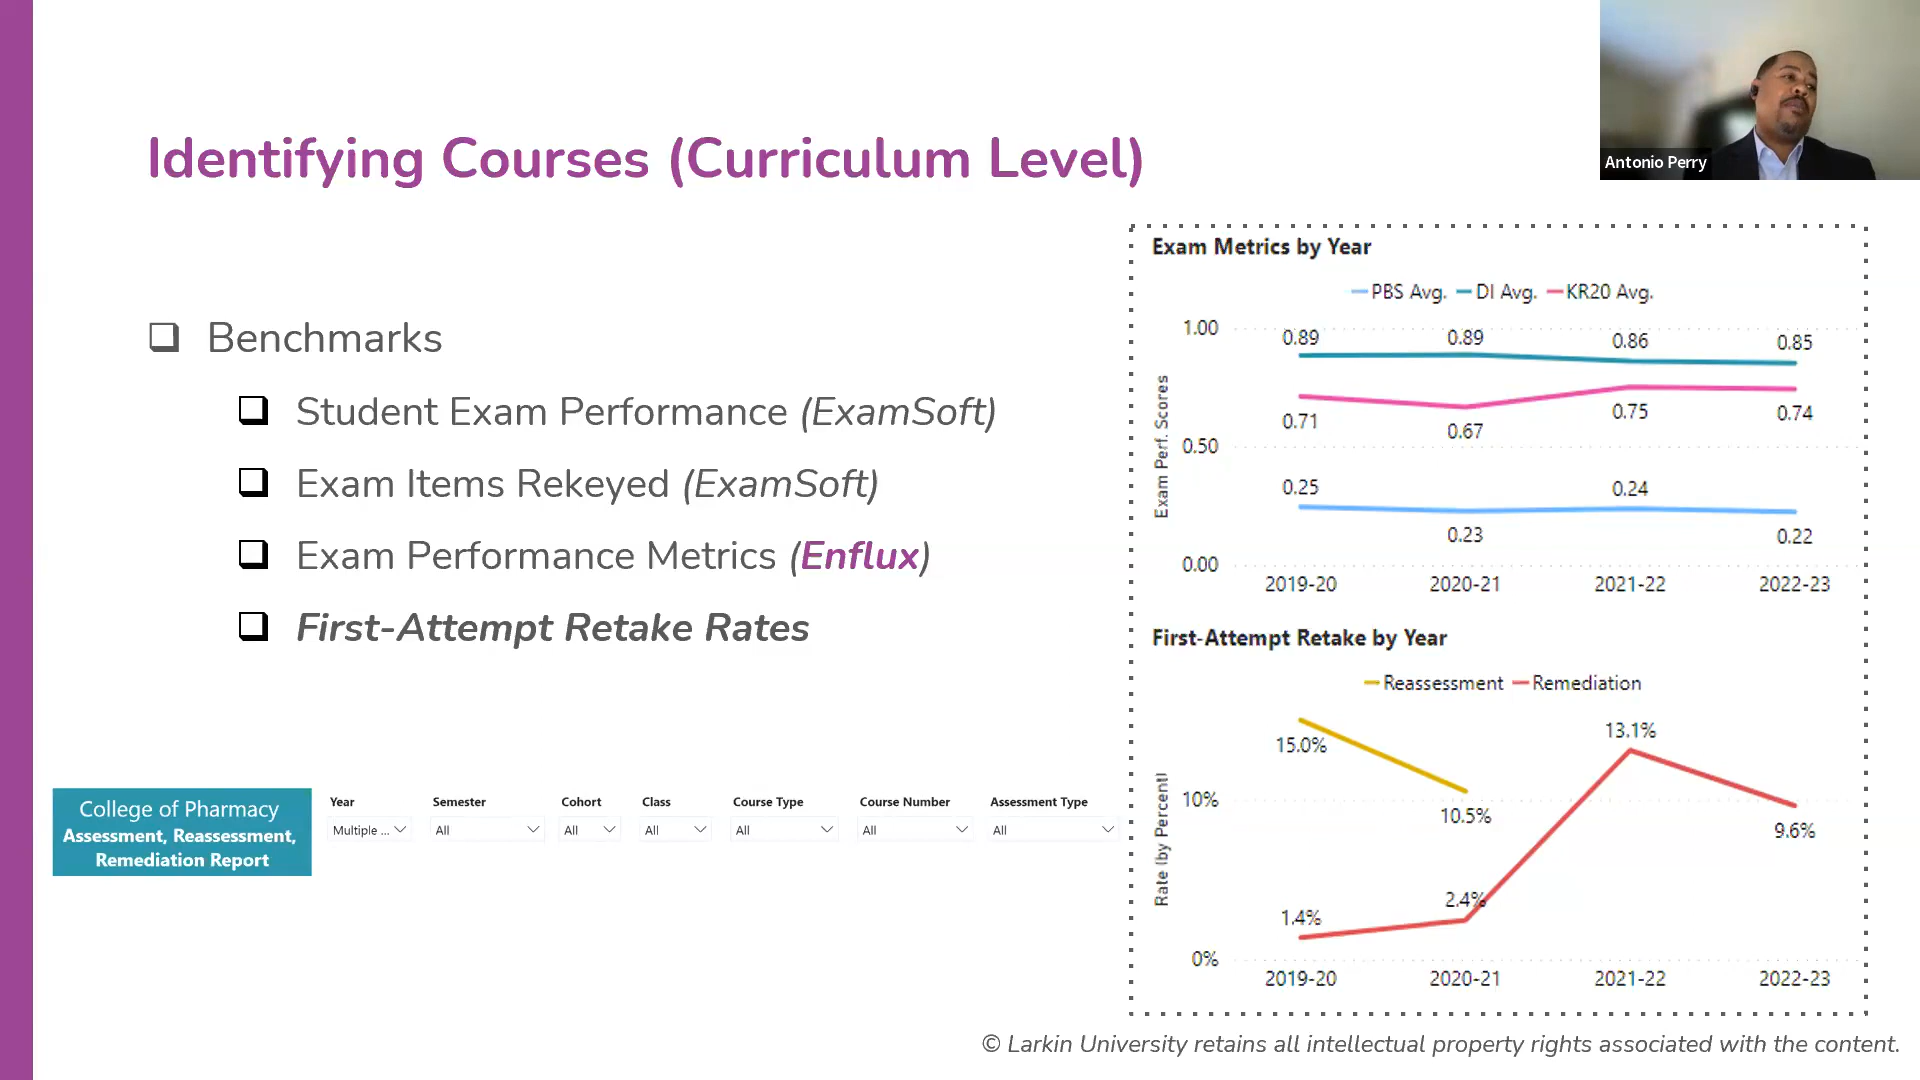 Identifying Courses (Curriculum Level)
Antonio Perry
❑ Benchmarks
❑ Student Exam Performance (ExamSoft)
❑ Exam Items Rekeyed (ExamSoft)
❑ Exam Performance Metrics (Enflux)
❑ First-Attempt Retake Rates
College of Pharmacy
Assessment, Reassessment,
Remediation Report
Year Semester Cohort Class Course Type Course Number Assessment Type
Multiple ... All All All All All All
Exam Metrics by Year
PBS Avg. DI Avg. KR20 Avg.
Exam Perf. Scores
1.00
0.89 0.89 0.86 0.85
0.71 0.67 0.75 0.74
0.50
0.25 0.23 0.24 0.22
0.00
2019-20 2020-21 2021-22 2022-23
First-Attempt Retake by Year
Reassessment Remediation
Rate (by Percent)
13.1%
15.0%
10%
10.5% 9.6%
1.4% 2.4%
0%
2019-20 2020-21 2021-22 2022-23
© Larkin University retains all intellectual property rights associated with the content.